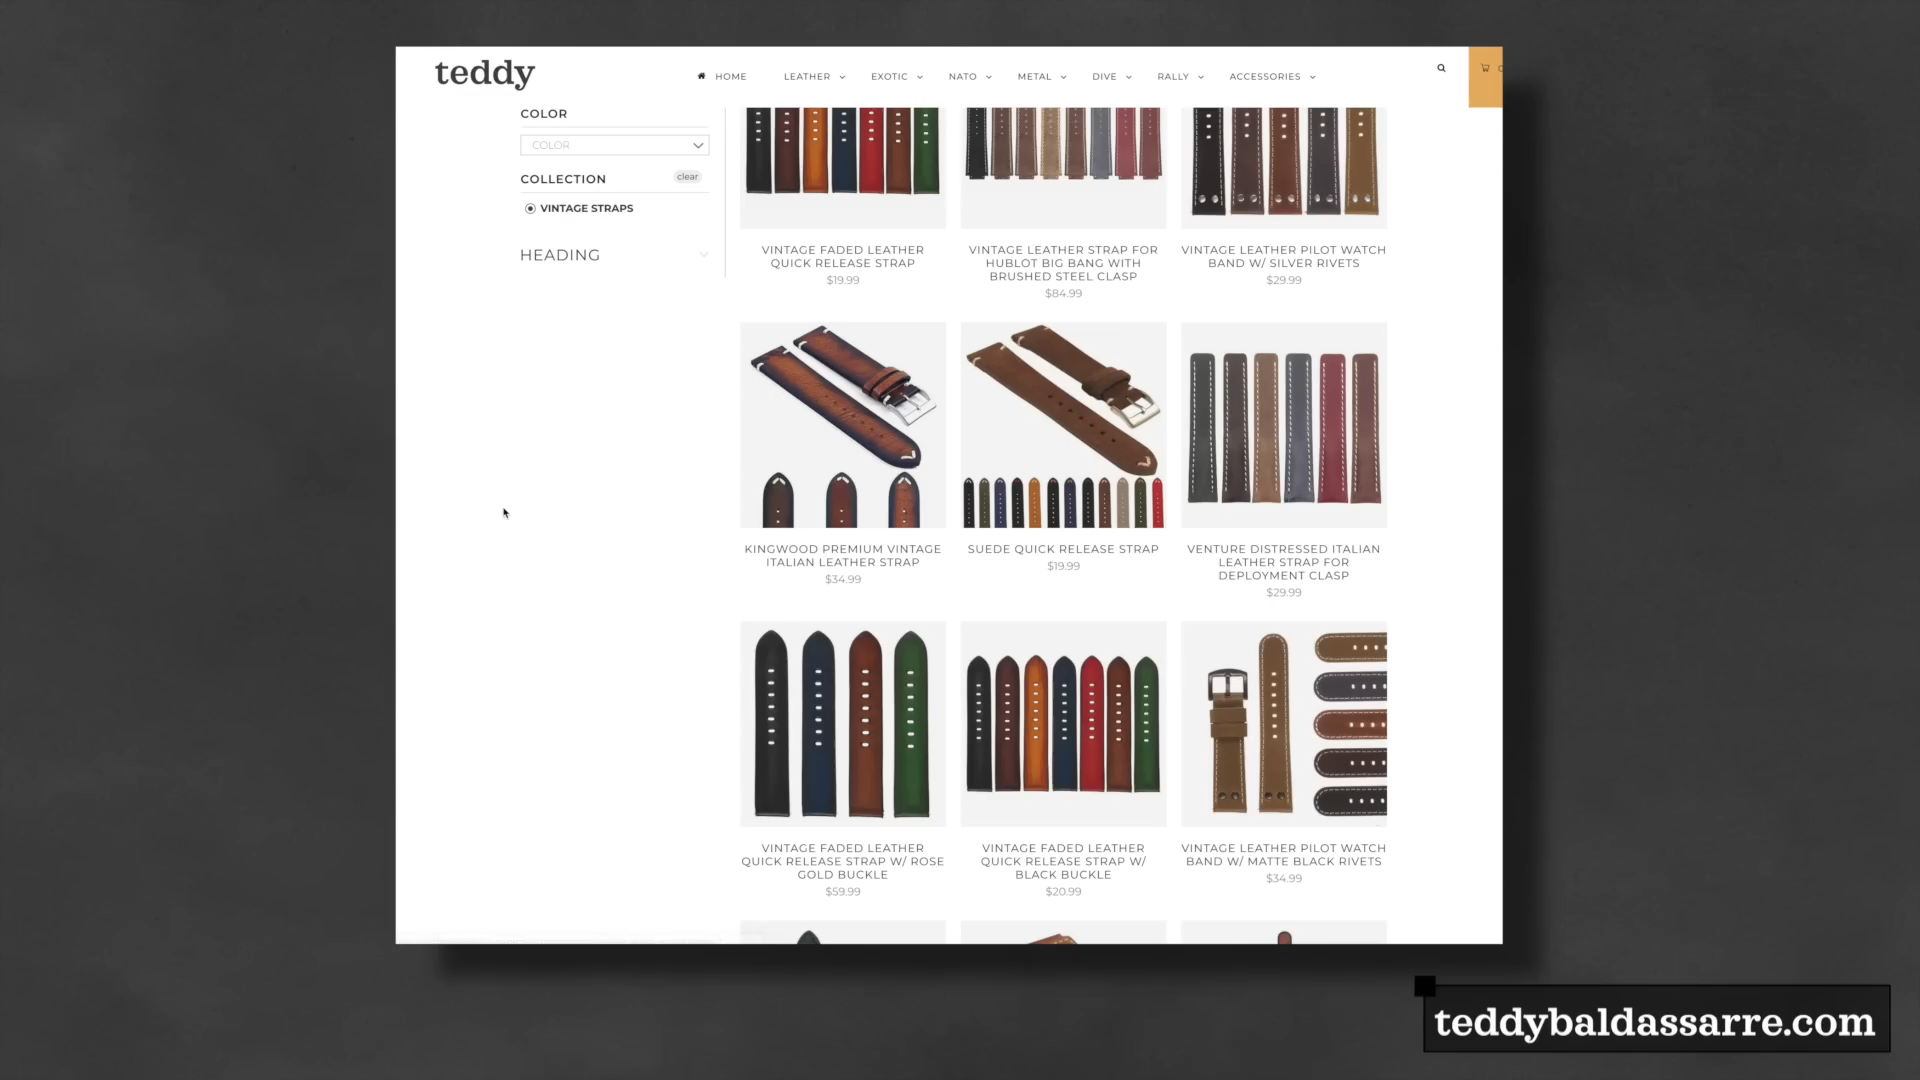 teddy
HOME
LEATHER
EXOTIC
NATO
METAL
DIVE
RALLY
ACCESSORIES
0
COLOR
COLOR
COLLECTION
clear
VINTAGE STRAPS
HEADING
VINTAGE FADED LEATHER
QUICK RELEASE STRAP
$19.99
VINTAGE LEATHER STRAP FOR
HUBLOT BIG BANG WITH
BRUSHED STEEL CLASP
$84.99
VINTAGE LEATHER PILOT WATCH
BAND W/ SILVER RIVETS
$29.99
KINGWOOD PREMIUM VINTAGE
ITALIAN LEATHER STRAP
$34.99
SUEDE QUICK RELEASE STRAP
$19.99
VENTURE DISTRESSED ITALIAN
LEATHER STRAP FOR
DEPLOYMENT CLASP
$29.99
VINTAGE FADED LEATHER
QUICK RELEASE STRAP W/ ROSE
GOLD BUCKLE
$59.99
VINTAGE FADED LEATHER
QUICK RELEASE STRAP W/
BLACK BUCKLE
$20.99
VINTAGE LEATHER PILOT WATCH
BAND W/ MATTE BLACK RIVETS
$34.99
teddybaldassarre.com